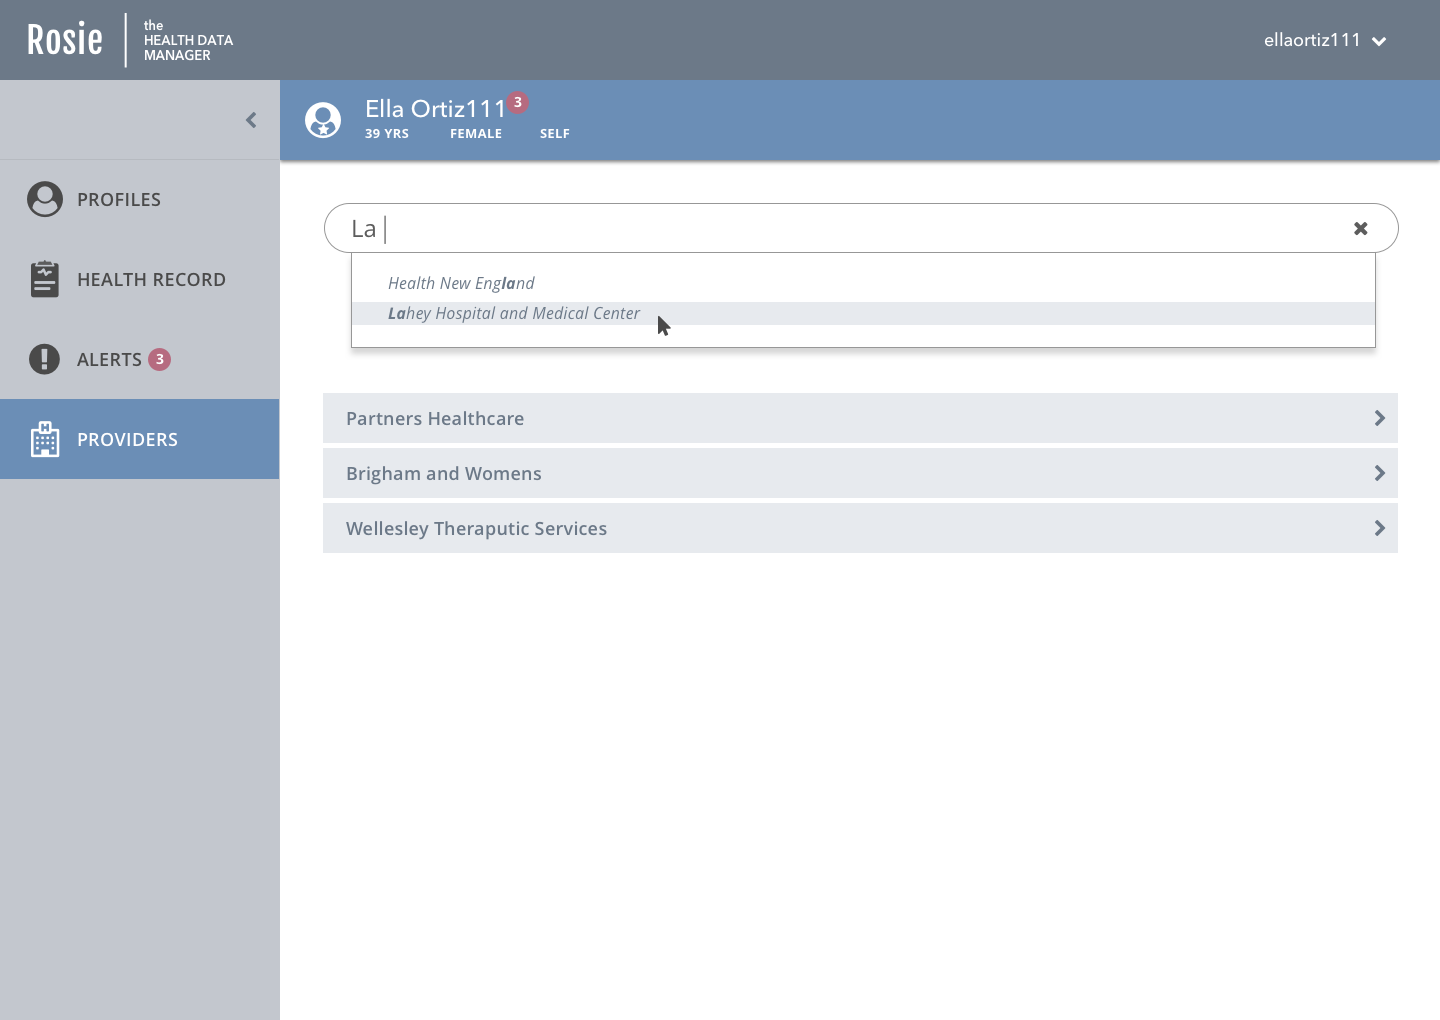 Rosie
the
HEALTH DATA
MANAGER
ellaortiz111
Ella Ortiz111 3
39 YRS FEMALE SELF
PROFILES
HEALTH RECORD
ALERTS 3
PROVIDERS
La
Health New England
Lahey Hospital and Medical Center
Partners Healthcare
Brigham and Womens
Wellesley Theraputic Services